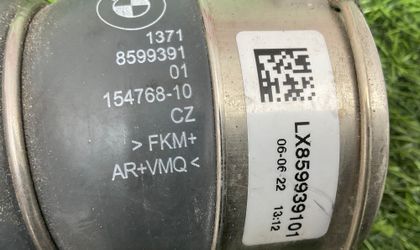 1371
8599391
01
154768-10
CZ
>FKM+
AR+VMQ<
LX859939101
06-06 22 13:12